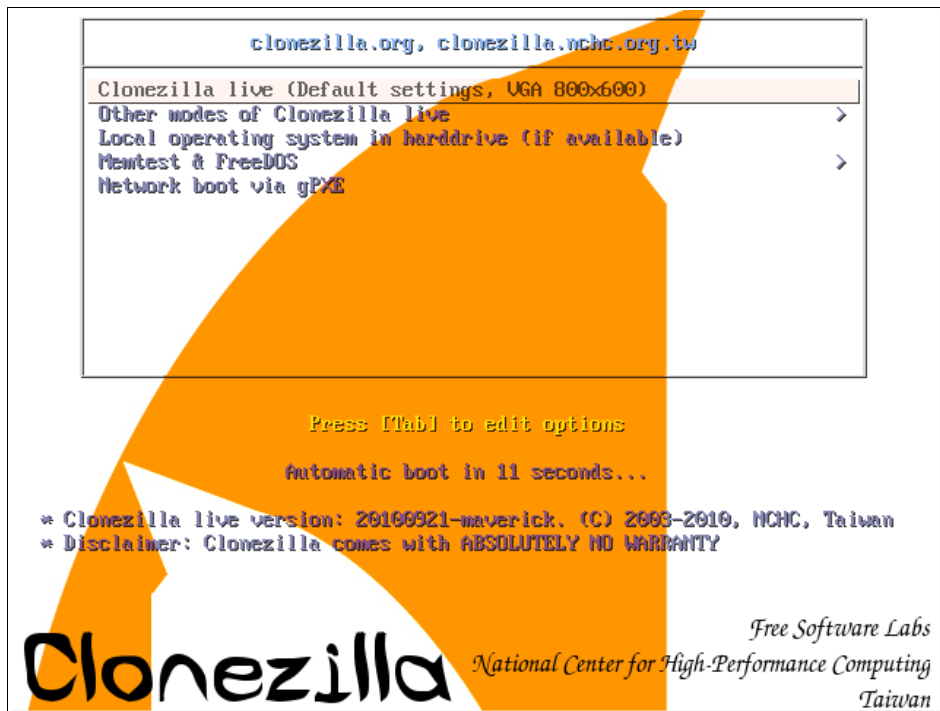 clonezilla.org, clonezilla.nchc.org.tw
Clonezilla live (Default settings, VGA 800x600)
Other modes of Clonezilla live >
Local operating system in harddrive (if available)
Memtest & FreeDOS >
Network boot via gPXE
Press [Tab] to edit options
Automatic boot in 11 seconds...
* Clonezilla live version: 20100921-maverick. (C) 2003-2010, NCHC, Taiwan
* Disclaimer: Clonezilla comes with ABSOLUTELY NO WARRANTY
Clonezilla
Free Software Labs
National Center for High-Performance Computing
Taiwan